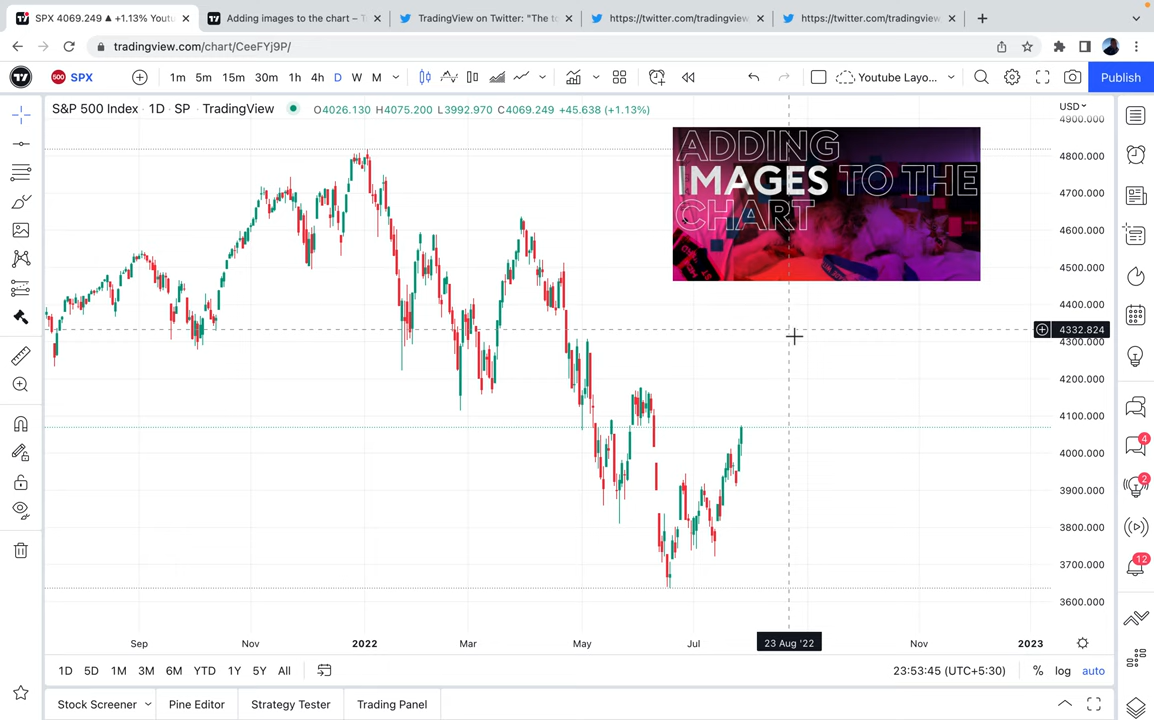 SPX 4069.249 ▲ +1.13% Youtu
Adding images to the chart – T
TradingView on Twitter: "The to
https://twitter.com/tradingview
https://twitter.com/tradingview,
tradingview.com/chart/CeeFYj9P/
500 SPX 1m 5m 15m 30m 1h 4h D W M Youtube Layo... Publish
S&P 500 Index · 1D · SP · TradingView O4026.130 H4075.200 L3992.970 C4069.249 +45.638 (+1.13%)
USD
4900.000
4800.000
4700.000
4600.000
4500.000
4400.000
4332.824
4300.000
4200.000
4100.000
4000.000
3900.000
3800.000
3700.000
3600.000
ADDING
IMAGES TO THE
CHART
4
2
12
Sep Nov 2022 Mar May Jul 23 Aug '22 Nov 2023
1D 5D 1M 3M 6M YTD 1Y 5Y All 23:53:45 (UTC+5:30) % log auto
Stock Screener Pine Editor Strategy Tester Trading Panel